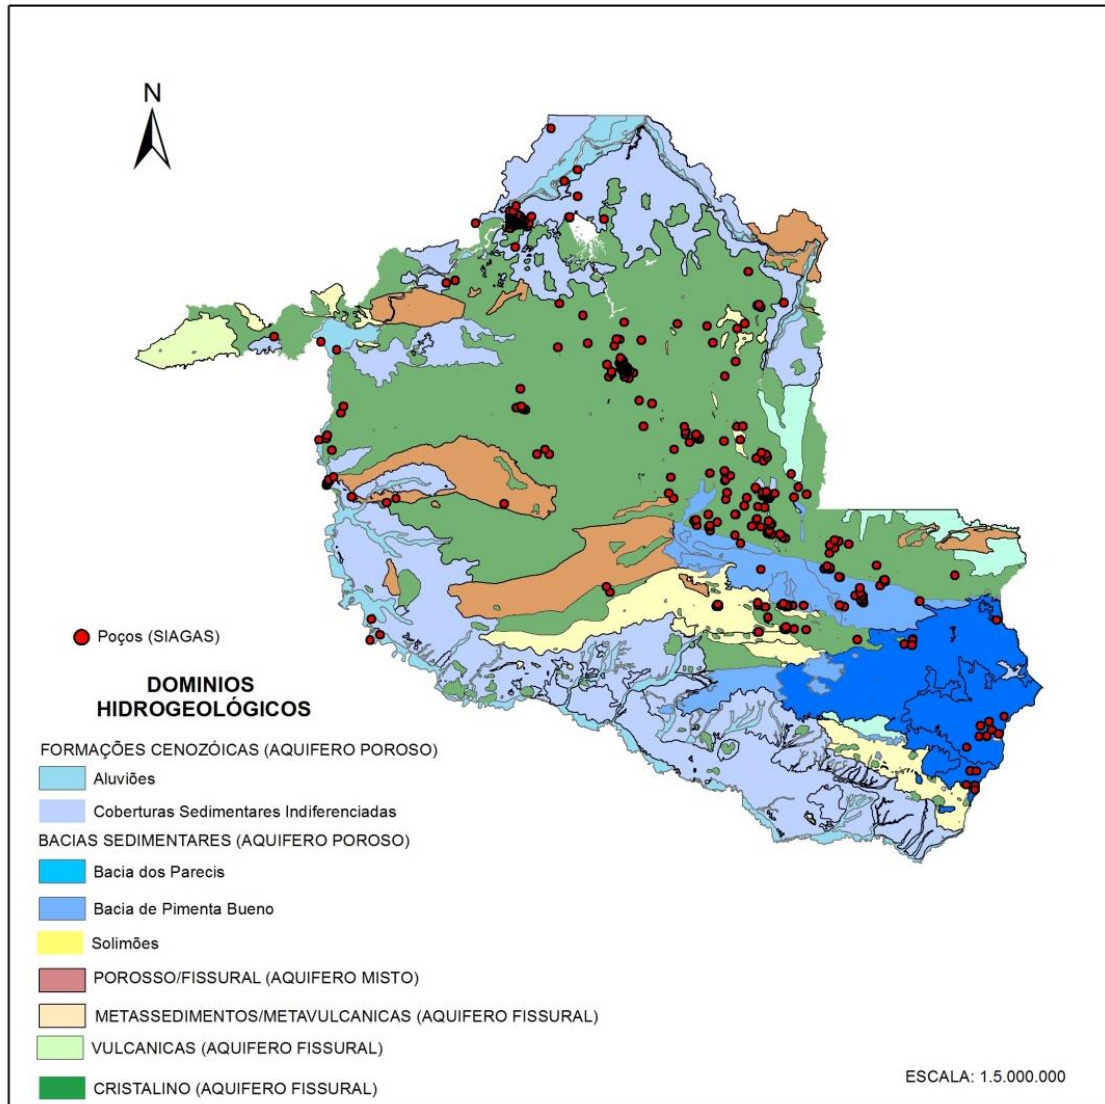 N
Poços (SIAGAS)
DOMINIOS
HIDROGEOLÓGICOS
FORMAÇÕES CENOZÓICAS (AQUIFERO POROSO)
Aluviões
Coberturas Sedimentares Indiferenciadas
BACIAS SEDIMENTARES (AQUIFERO POROSO)
Bacia dos Parecis
Bacia de Pimenta Bueno
Solimões
POROSSO/FISSURAL (AQUIFERO MISTO)
METASSEDIMENTOS/METAVULCANICAS (AQUIFERO FISSURAL)
VULCANICAS (AQUIFERO FISSURAL)
CRISTALINO (AQUIFERO FISSURAL)
ESCALA: 1.5.000.000